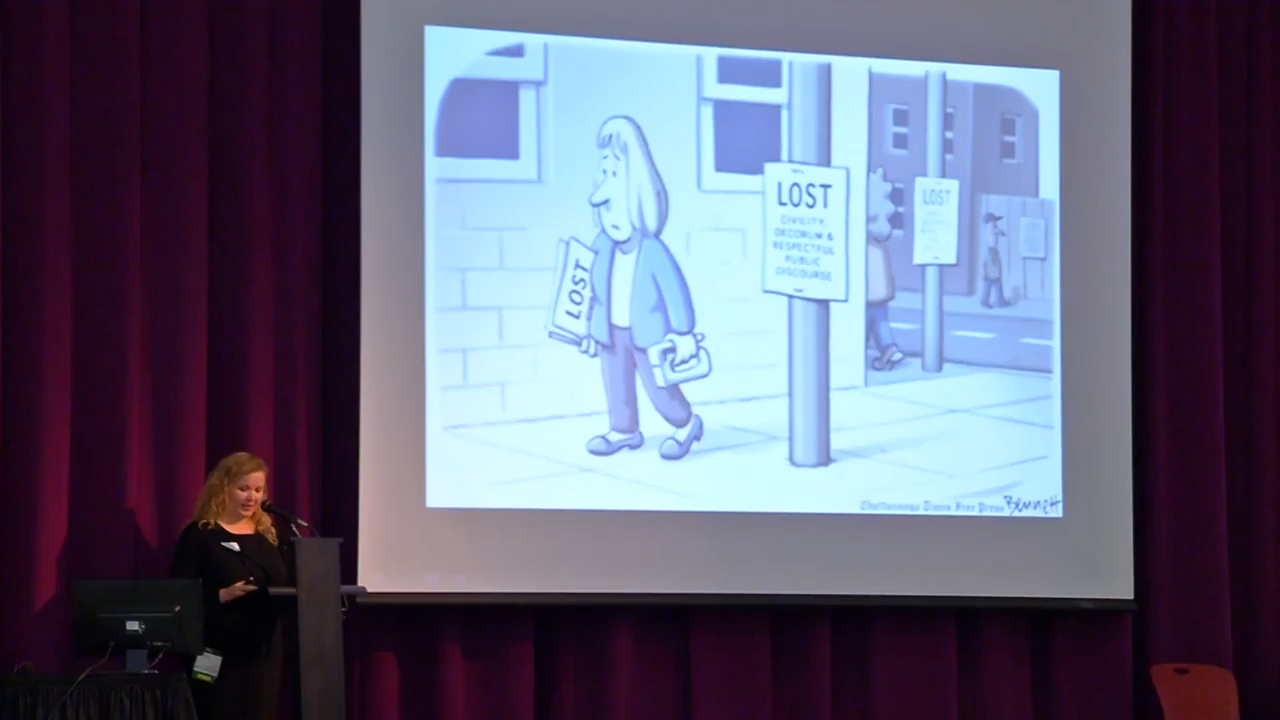 LOST
LOST
CIVILITY,
DECORUM &
RESPECTFUL
PUBLIC
DISCOURSE
LOST
Chattanooga Times Free Press Bennett